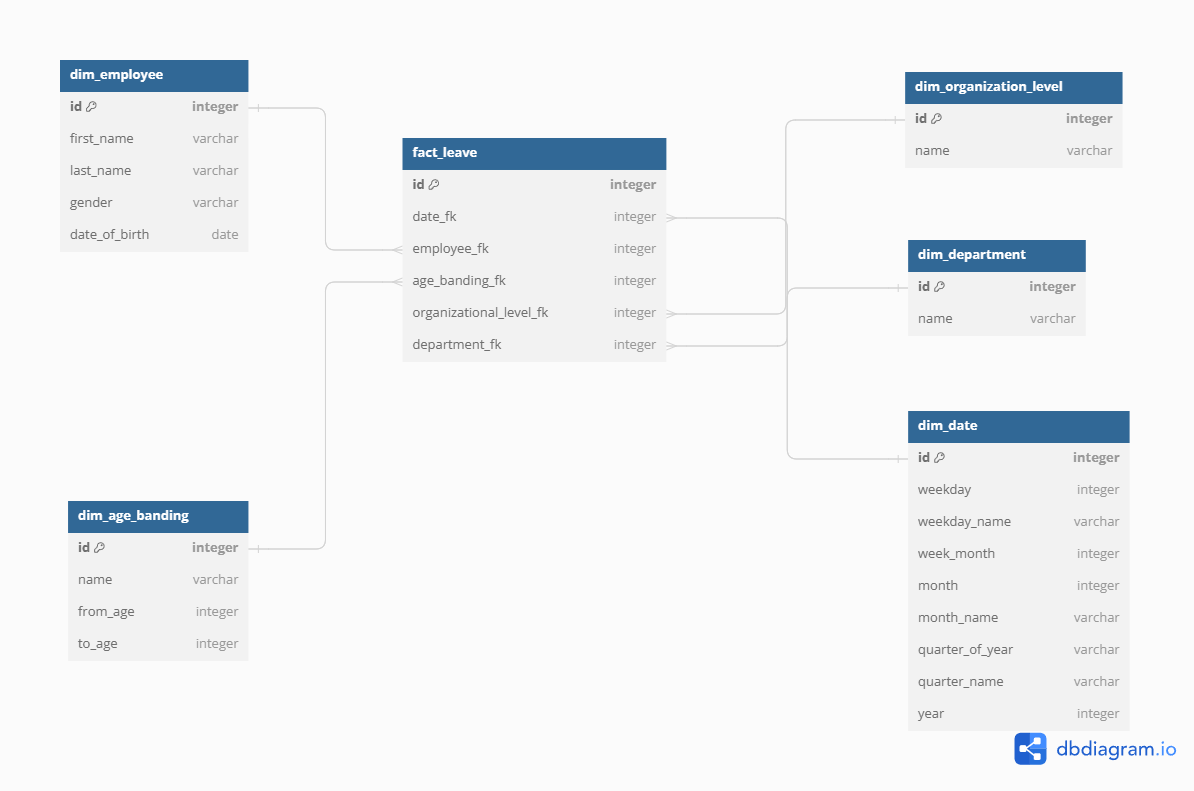 dim_employee
id integer
first_name varchar
last_name varchar
gender varchar
date_of_birth date
fact_leave
id integer
date_fk integer
employee_fk integer
age_banding_fk integer
organizational_level_fk integer
department_fk integer
dim_age_banding
id integer
name varchar
from_age integer
to_age integer
dim_organization_level
id integer
name varchar
dim_department
id integer
name varchar
dim_date
id integer
weekday integer
weekday_name varchar
week_month integer
month integer
month_name varchar
quarter_of_year varchar
quarter_name varchar
year integer
dbdiagram.io